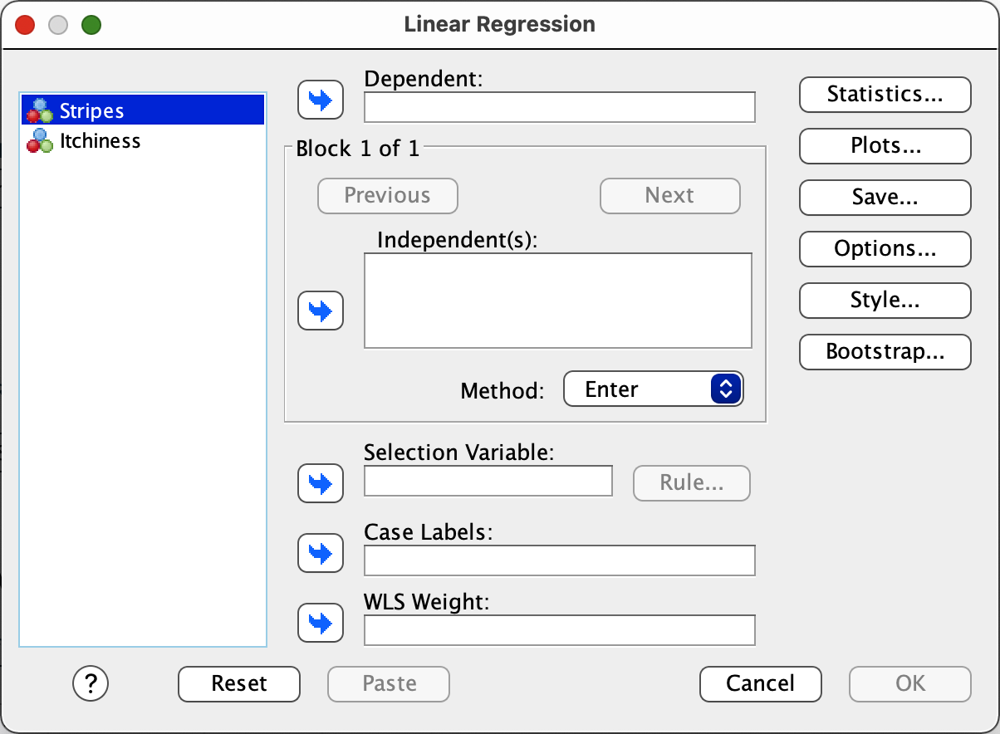 Linear Regression
Stripes
Itchiness
Dependent:
Block 1 of 1
Previous
Next
Independent(s):
Method:
Enter
Selection Variable:
Rule...
Case Labels:
WLS Weight:
Statistics...
Plots...
Save...
Options...
Style...
Bootstrap...
?
Reset
Paste
Cancel
OK